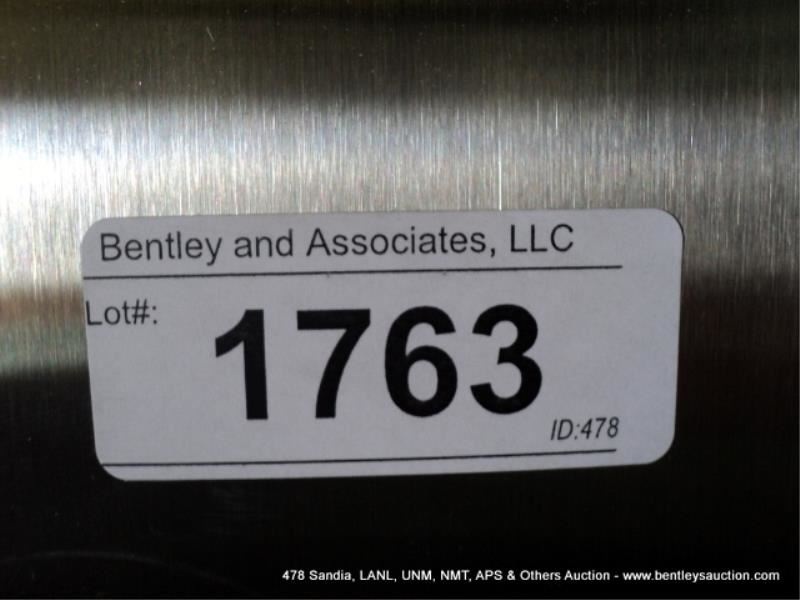 Bentley and Associates, LLC
Lot#:
1763
ID:478
478 Sandia, LANL, UNM, NMT, APS & Others Auction - www.bentleysauction.com